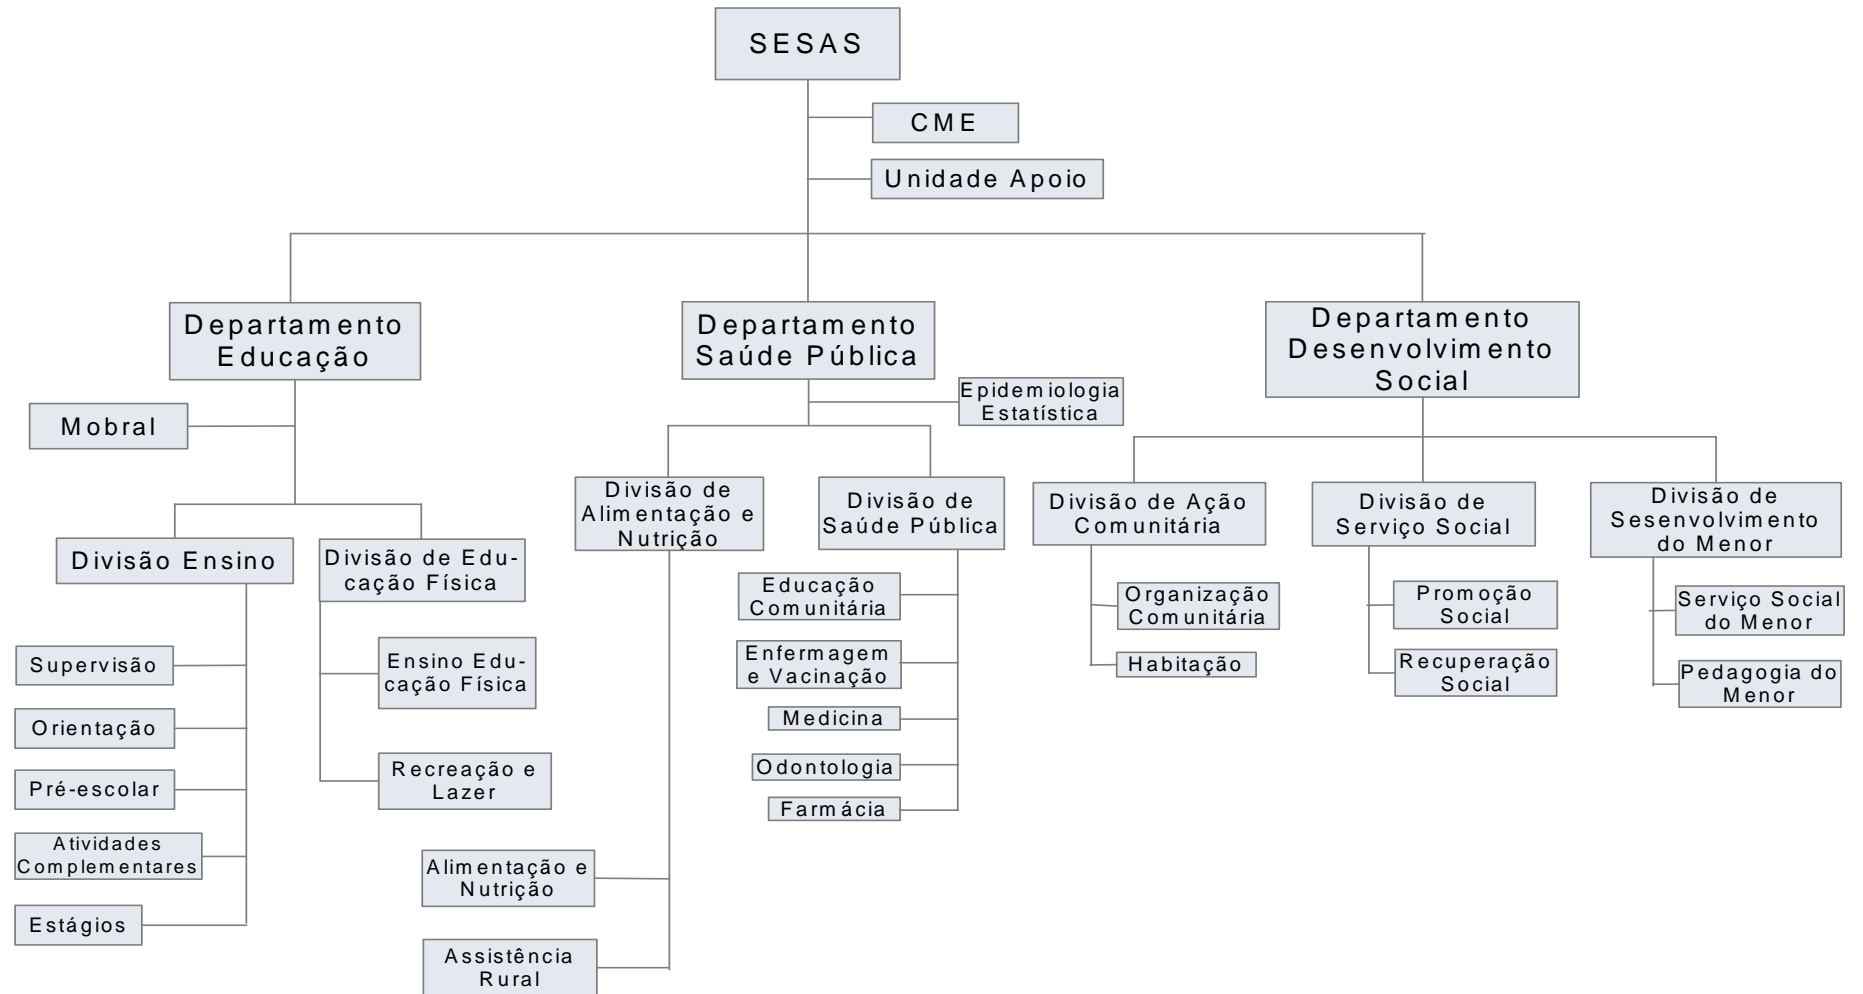 SESAS
CME
Unidade Apoio
Departamento
Educação
Departamento
Saúde Pública
Departamento
Desenvolvimento
Social
Mobral
Epidemiologia
Estatística
Divisão Ensino
Divisão de Edu-
cação Física
Divisão de
Alimentação e
Nutrição
Divisão de
Saúde Pública
Divisão de Ação
Comunitária
Divisão de
Serviço Social
Divisão de
Sesenvolvimento
do Menor
Supervisão
Orientação
Pré-escolar
Atividades
Complementares
Estágios
Ensino Edu-
cação Física
Recreação e
Lazer
Alimentação e
Nutrição
Assistência
Rural
Educação
Comunitária
Enfermagem
e Vacinação
Medicina
Odontologia
Farmácia
Organização
Comunitária
Habitação
Promoção
Social
Recuperação
Social
Serviço Social
do Menor
Pedagogia do
Menor